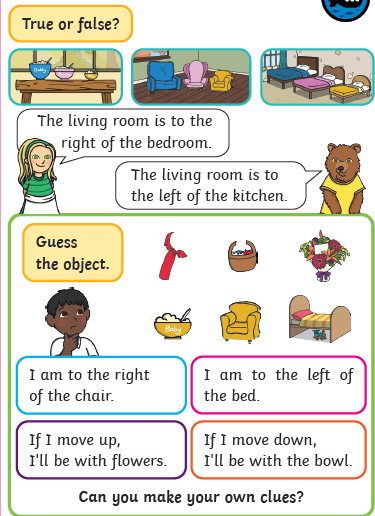 True or false?
Baby
The living room is to the
right of the bedroom.
The living room is to
the left of the kitchen.
Guess
the object.
Baby
I am to the right
of the chair.
I am to the left of
the bed.
If I move up,
I'll be with flowers.
If I move down,
I'll be with the bowl.
Can you make your own clues?